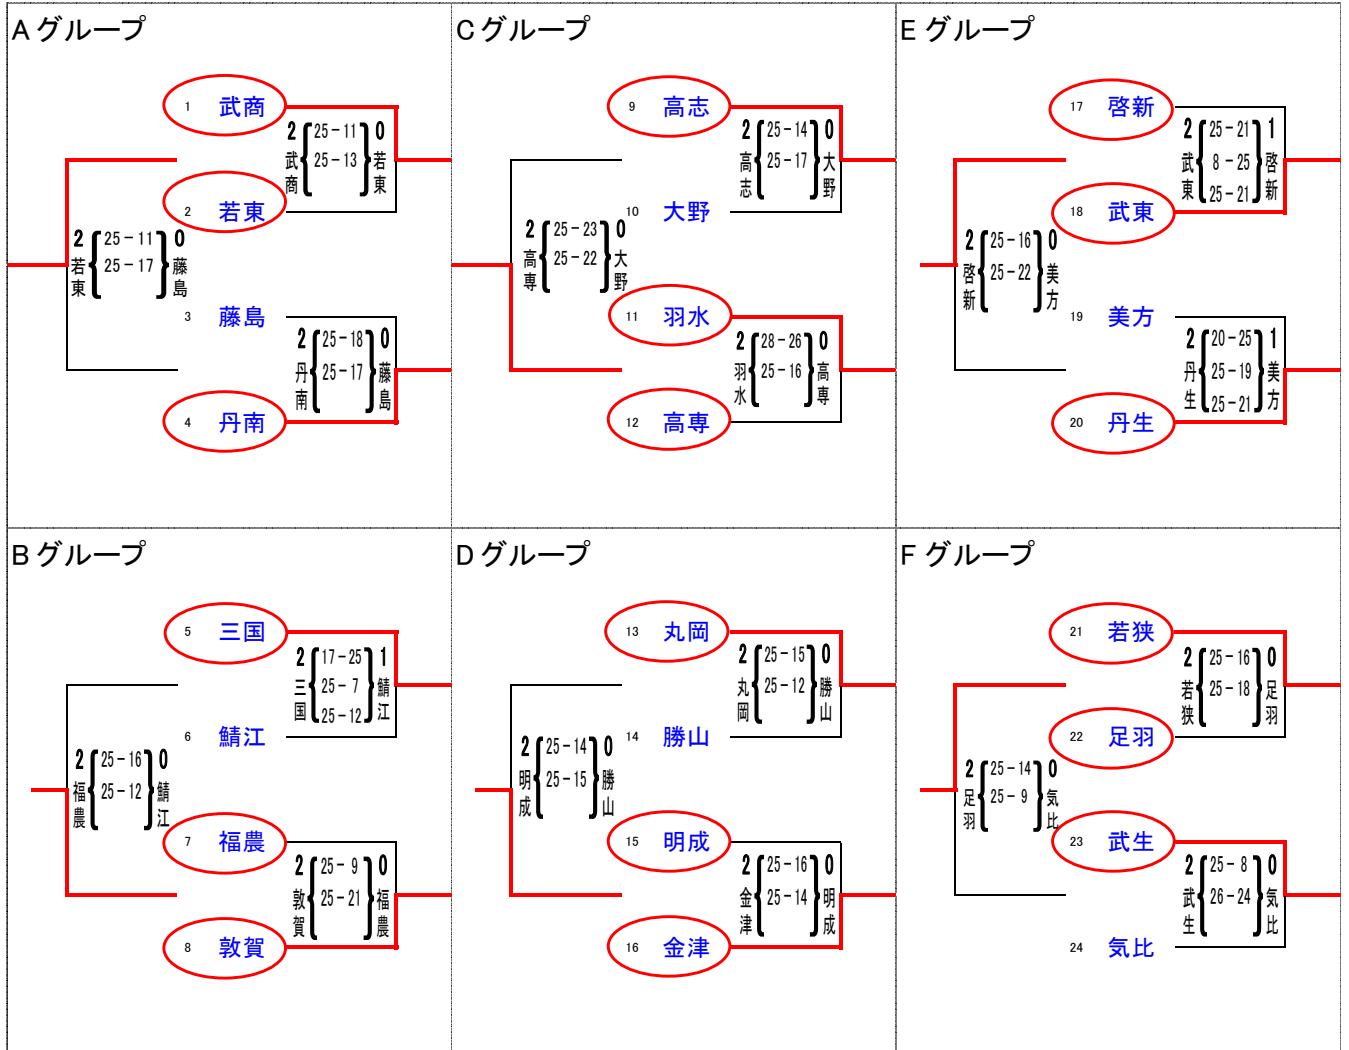 Aグループ
1 武商
2 武商 25－11 0 若東
25－13
2 若東
2 若東 25－11 0 藤島
25－17
3 藤島
2 丹南 25－18 0 藤島
25－17
4 丹南
Cグループ
9 高志
2 高志 25－14 0 大野
25－17
10 大野
2 高専 25－23 0 大野
25－22
11 羽水
2 羽水 28－26 0 高専
25－16
12 高専
Eグループ
17 啓新
2 武東 25－21 1 啓新
8－25
25－21
18 武東
2 啓新 25－16 0 美方
25－22
19 美方
2 丹生 20－25 1 美方
25－19
25－21
20 丹生
Bグループ
5 三国
2 三国 17－25 1 鯖江
25－7
25－12
6 鯖江
2 福農 25－16 0 鯖江
25－12
7 福農
2 敦賀 25－9 0 福農
25－21
8 敦賀
Dグループ
13 丸岡
2 丸岡 25－15 0 勝山
25－12
14 勝山
2 明成 25－14 0 勝山
25－15
15 明成
2 金津 25－16 0 明成
25－14
16 金津
Fグループ
21 若狭
2 若狭 25－16 0 足羽
25－18
22 足羽
2 足羽 25－14 0 気比
25－9
23 武生
2 武生 25－8 0 気比
26－24
24 気比